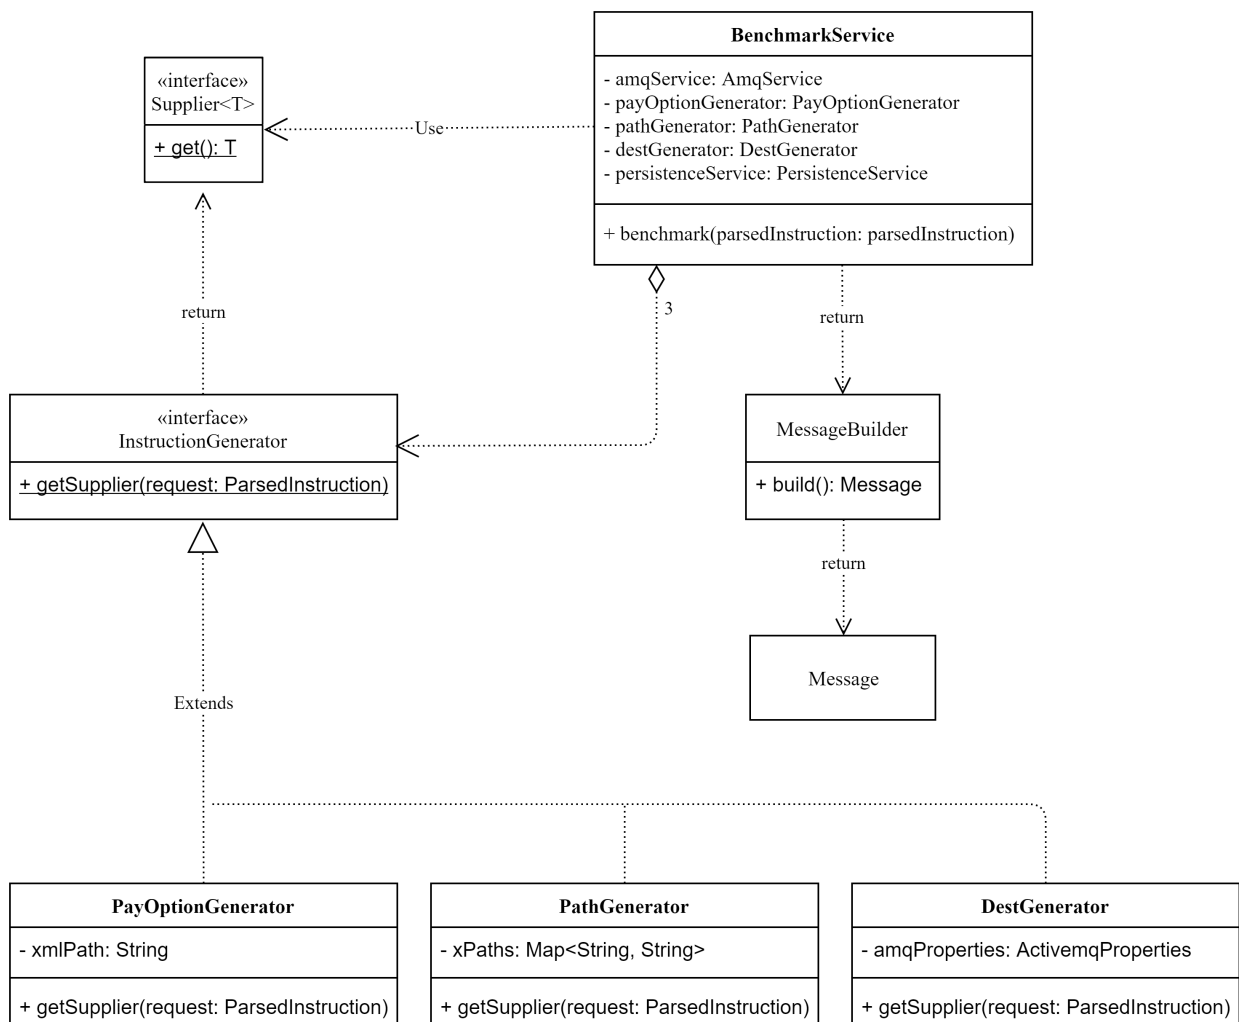 BenchmarkService
- amqService: AmqService
- payOptionGenerator: PayOptionGenerator
- pathGenerator: PathGenerator
- destGenerator: DestGenerator
- persistenceService: PersistenceService
+ benchmark(parsedInstruction: parsedInstruction)
«interface»
Supplier<T>
+ get(): T
Use
return
3
return
«interface»
InstructionGenerator
+ getSupplier(request: ParsedInstruction)
MessageBuilder
+ build(): Message
return
Message
Extends
PayOptionGenerator
- xmlPath: String
+ getSupplier(request: ParsedInstruction)
PathGenerator
- xPaths: Map<String, String>
+ getSupplier(request: ParsedInstruction)
DestGenerator
- amqProperties: ActivemqProperties
+ getSupplier(request: ParsedInstruction)